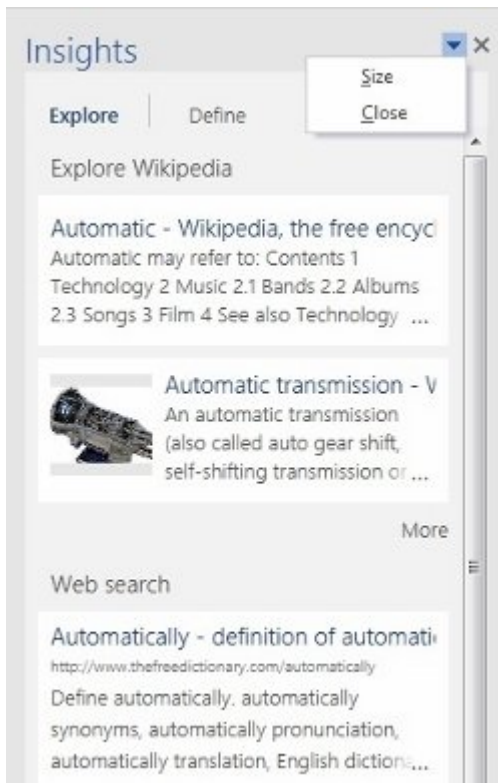 Insights
Size
Close
Explore Define
Explore Wikipedia
Automatic - Wikipedia, the free encycl
Automatic may refer to: Contents 1
Technology 2 Music 2.1 Bands 2.2 Albums
2.3 Songs 3 Film 4 See also Technology ...
Automatic transmission - W
An automatic transmission
(also called auto gear shift,
self-shifting transmission or ...
More
Web search
Automatically - definition of automatic
http://www.thefreedictionary.com/automatically
Define automatically. automatically
synonyms, automatically pronunciation,
automatically translation, English dictiona...